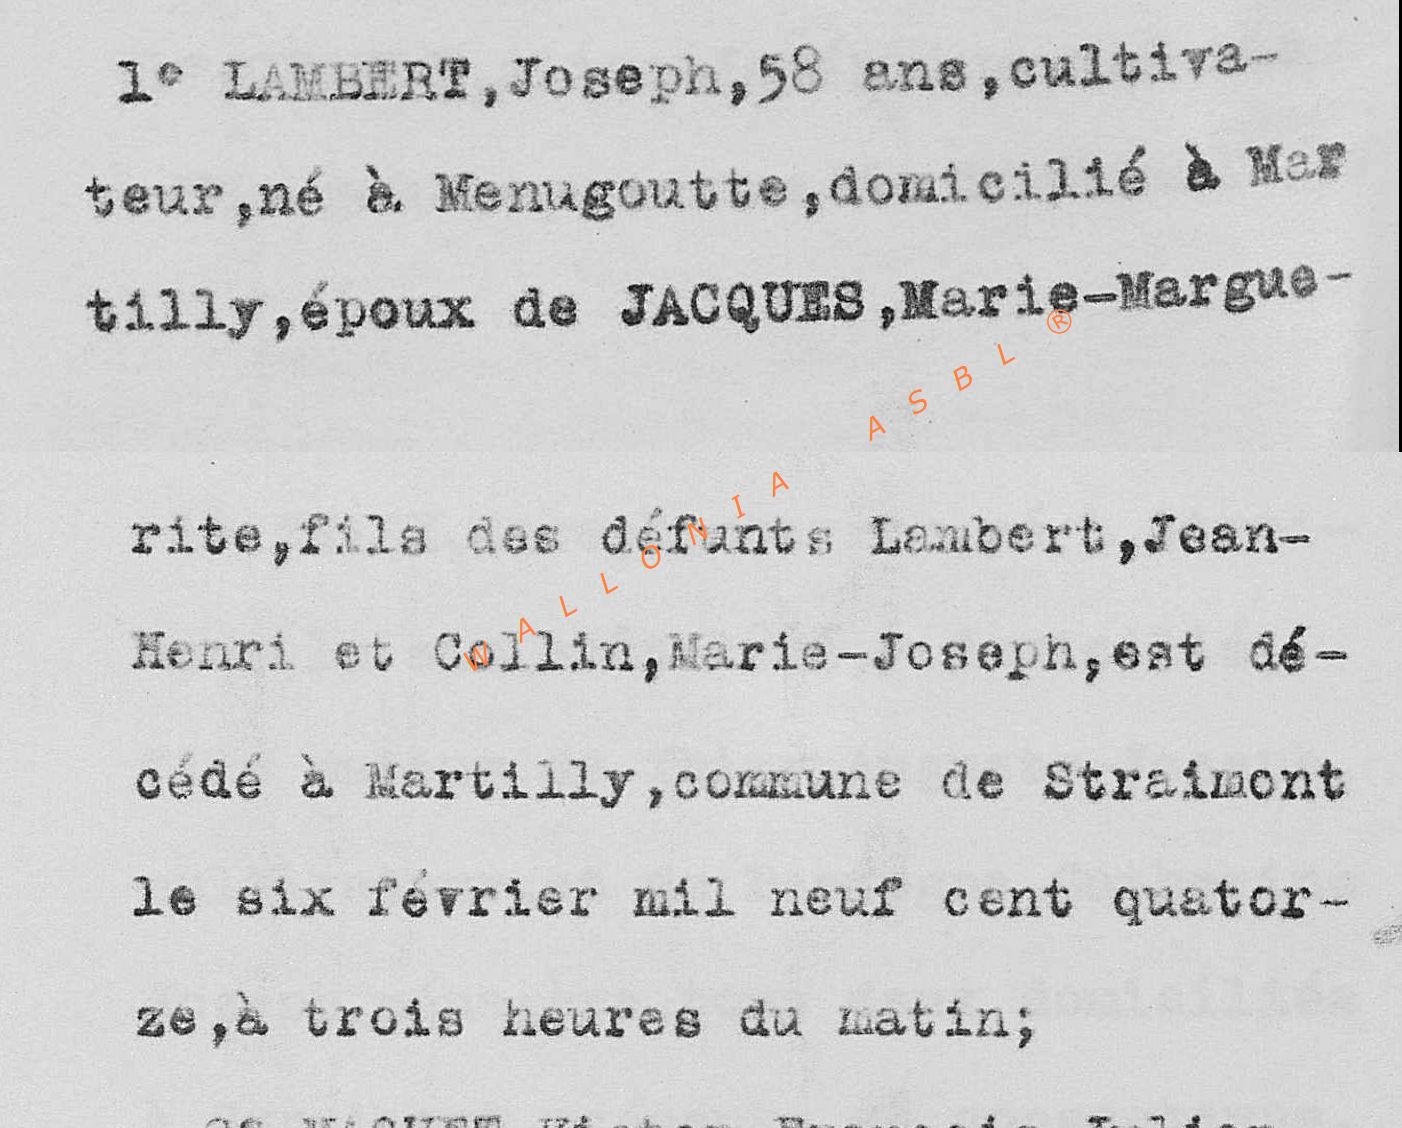 1º LAMBERT,Joseph,58 ans,cultiva-
teur,né à Menugoutte,domicilié à Mar
tilly,époux de JACQUES,Marie-Margue-
WALLONIA ASBL ®
rite,fils des défunts Lambert,Jean-
Henri et Collin,Marie-Joseph,est dé-
cédé à Martilly,commune de Straimont
le six février mil neuf cent quator-
ze,à trois heures du matin;